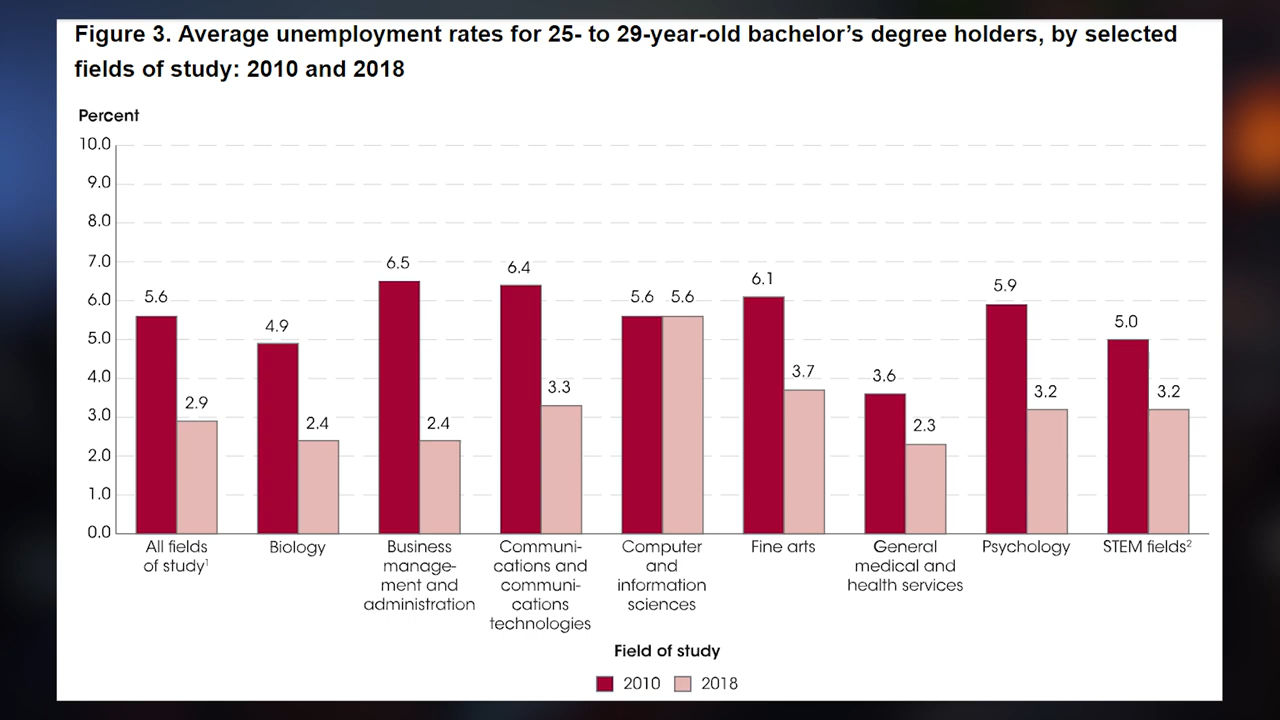 Figure 3. Average unemployment rates for 25- to 29-year-old bachelor's degree holders, by selected
fields of study: 2010 and 2018
Percent
10.0
9.0
8.0
7.0
6.0
5.0
4.0
3.0
2.0
1.0
0.0
5.6
2.9
4.9
2.4
6.5
2.4
6.4
3.3
5.6
5.6
6.1
3.7
3.6
2.3
5.9
3.2
5.0
3.2
All fields
of study¹
Biology
Business
manage-
ment and
administration
Communi-
cations and
communi-
cations
technologies
Computer
and
information
sciences
Fine arts
General
medical and
health services
Psychology
STEM fields²
Field of study
2010
2018